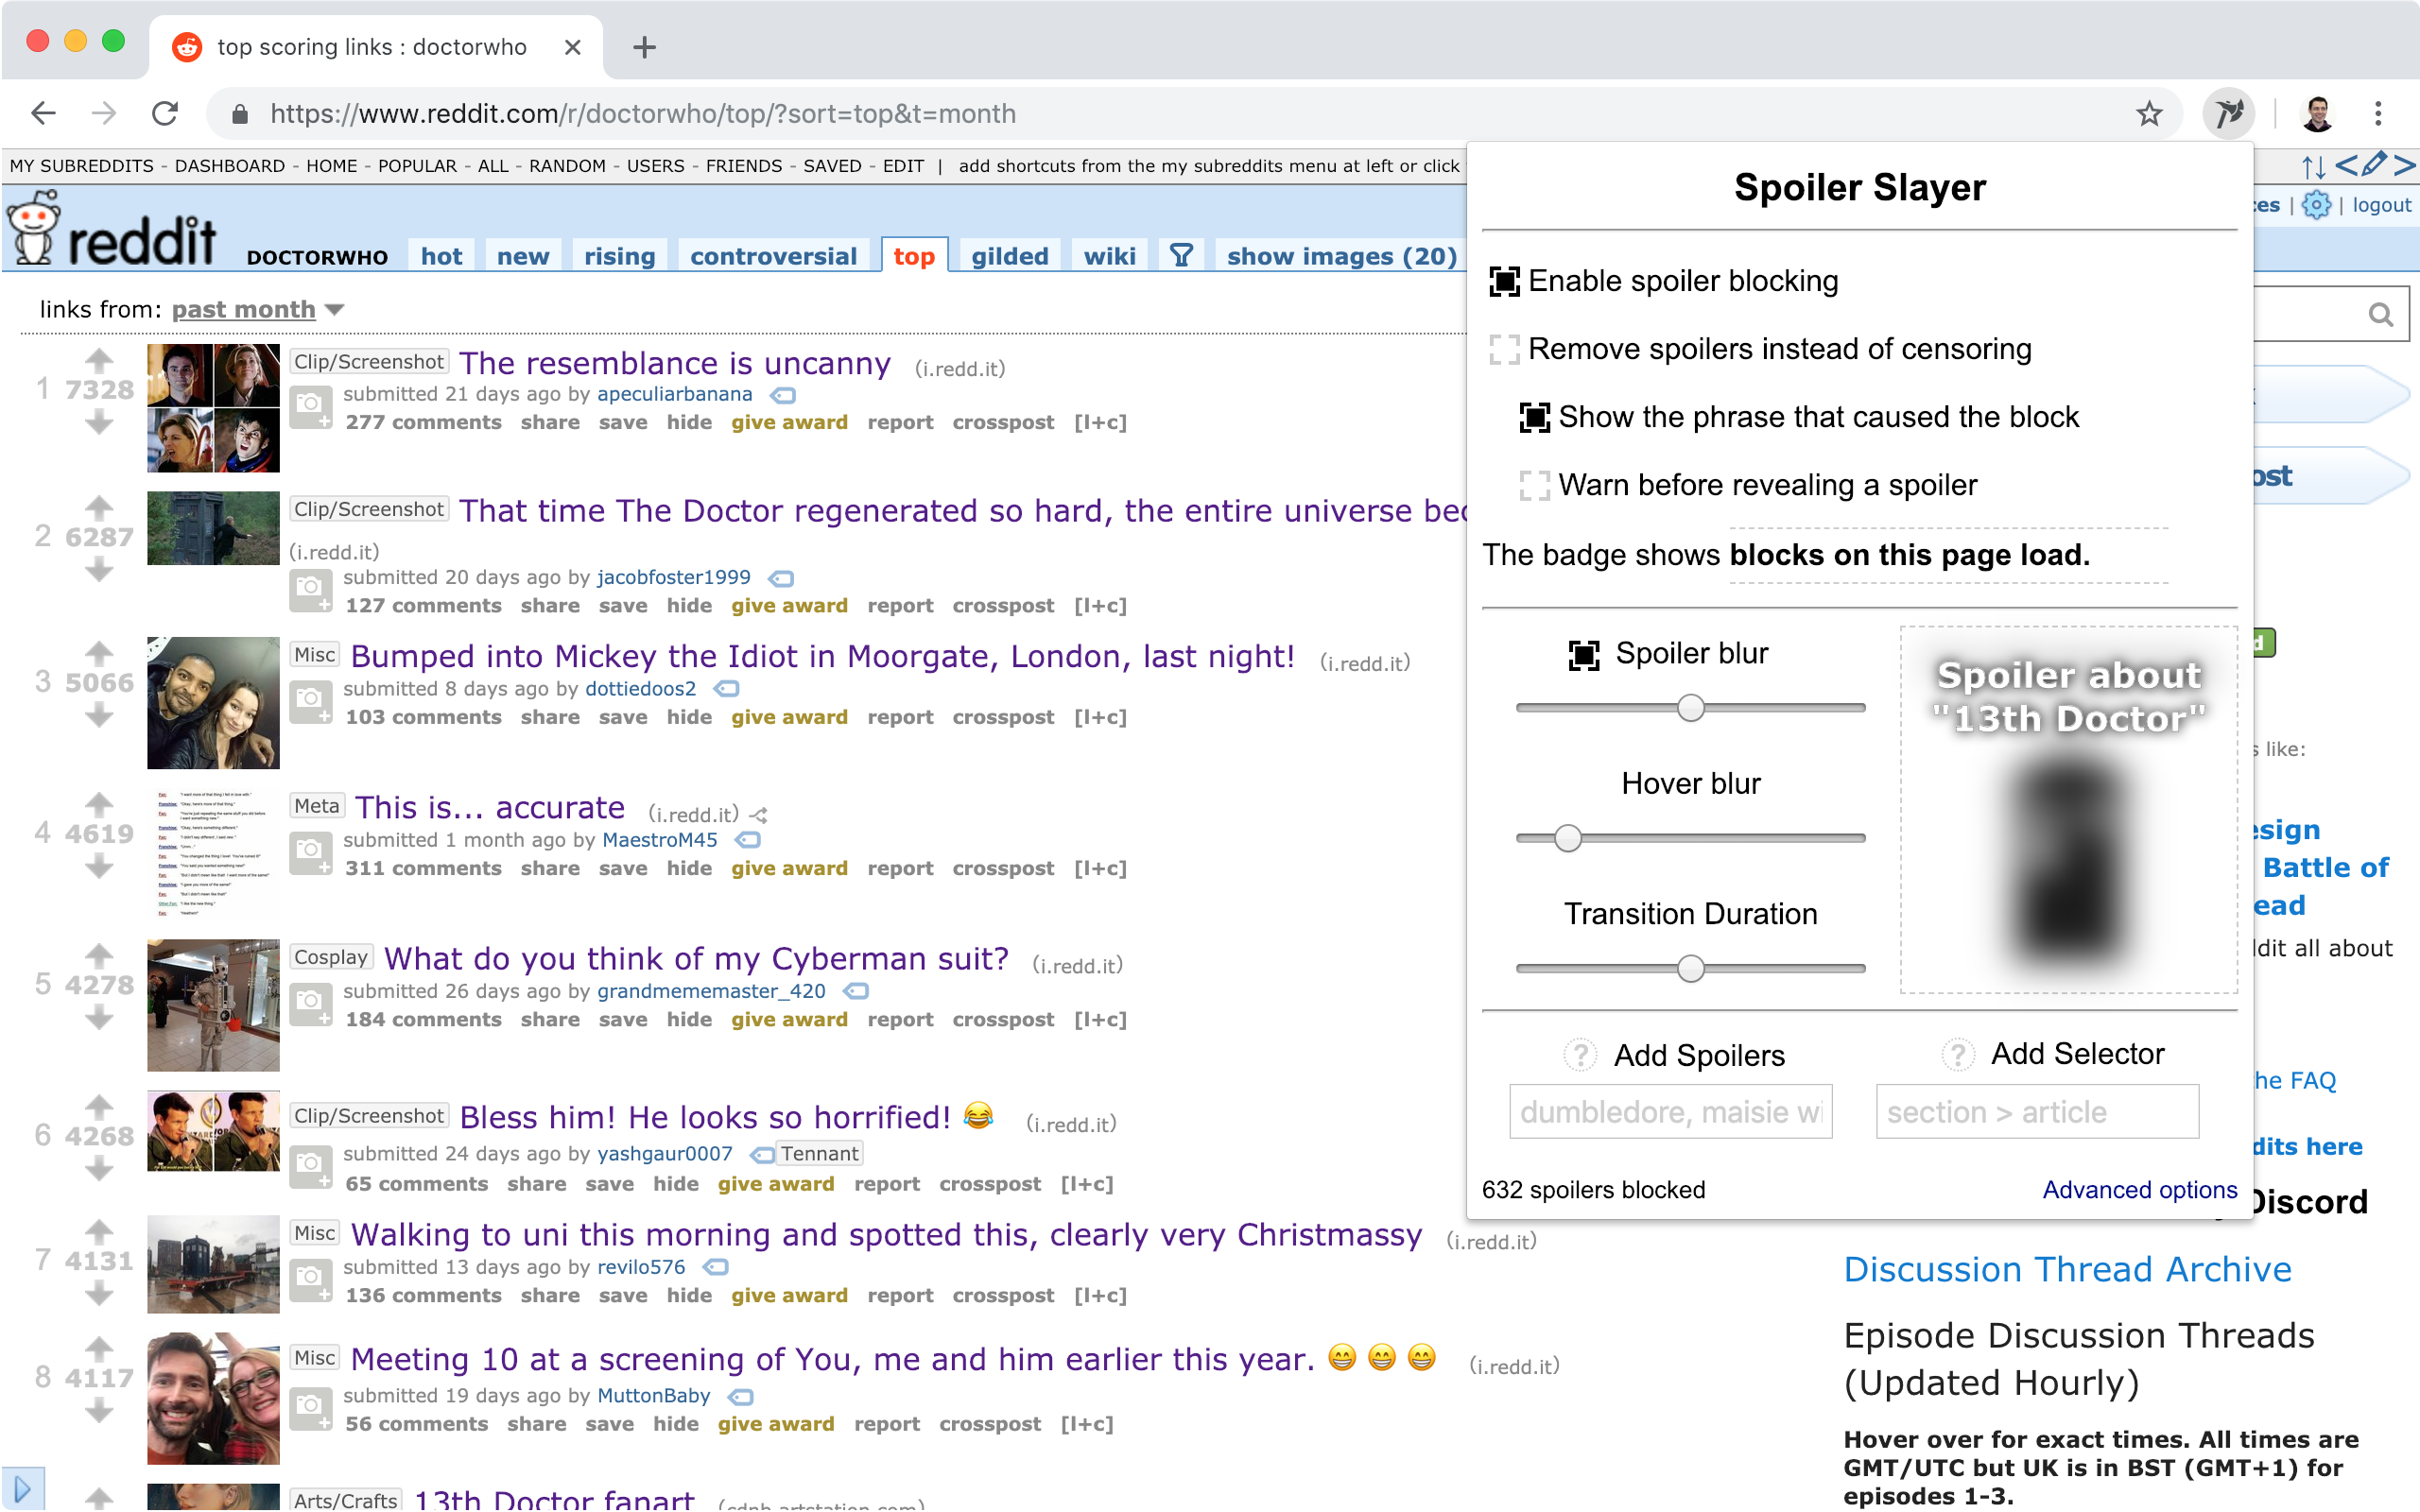 top scoring links : doctorwho
https://www.reddit.com/r/doctorwho/top/?sort=top&t=month
MY SUBREDDITS - DASHBOARD - HOME - POPULAR - ALL - RANDOM - USERS - FRIENDS - SAVED - EDIT | add shortcuts from the my subreddits menu at left or click
| logout
reddit DOCTORWHO hot new rising controversial top gilded wiki show images (20)
links from: past month
1 7328 Clip/Screenshot The resemblance is uncanny (i.redd.it)
submitted 21 days ago by apeculiarbanana
277 comments share save hide give award report crosspost [l+c]
2 6287 Clip/Screenshot That time The Doctor regenerated so hard, the entire universe bec
(i.redd.it)
submitted 20 days ago by jacobfoster1999
127 comments share save hide give award report crosspost [l+c]
3 5066 Misc Bumped into Mickey the Idiot in Moorgate, London, last night! (i.redd.it)
submitted 8 days ago by dottiedoos2
103 comments share save hide give award report crosspost [l+c]
4 4619 Meta This is... accurate (i.redd.it)
submitted 1 month ago by MaestroM45
311 comments share save hide give award report crosspost [l+c]
5 4278 Cosplay What do you think of my Cyberman suit? (i.redd.it)
submitted 26 days ago by grandmememaster_420
184 comments share save hide give award report crosspost [l+c]
6 4268 Clip/Screenshot Bless him! He looks so horrified! 😂 (i.redd.it)
submitted 24 days ago by yashgaur0007 Tennant
65 comments share save hide give award report crosspost [l+c]
7 4131 Misc Walking to uni this morning and spotted this, clearly very Christmassy (i.redd.it)
submitted 13 days ago by revilo576
136 comments share save hide give award report crosspost [l+c]
8 4117 Misc Meeting 10 at a screening of You, me and him earlier this year. 😁 😁 😁 (i.redd.it)
submitted 19 days ago by MuttonBaby
56 comments share save hide give award report crosspost [l+c]
Arts/Crafts 13th Doctor fanart (cdnb.artstation.com)
Spoiler Slayer
Enable spoiler blocking
Remove spoilers instead of censoring
Show the phrase that caused the block
Warn before revealing a spoiler
The badge shows blocks on this page load.
Spoiler blur
Hover blur
Transition Duration
Spoiler about
"13th Doctor"
? Add Spoilers
dumbledore, maisie wi
? Add Selector
section > article
632 spoilers blocked
Advanced options
ost
s like:
esign
Battle of
ead
ddit all about
he FAQ
dits here
Discord
Discussion Thread Archive
Episode Discussion Threads
(Updated Hourly)
Hover over for exact times. All times are
GMT/UTC but UK is in BST (GMT+1) for
episodes 1-3.